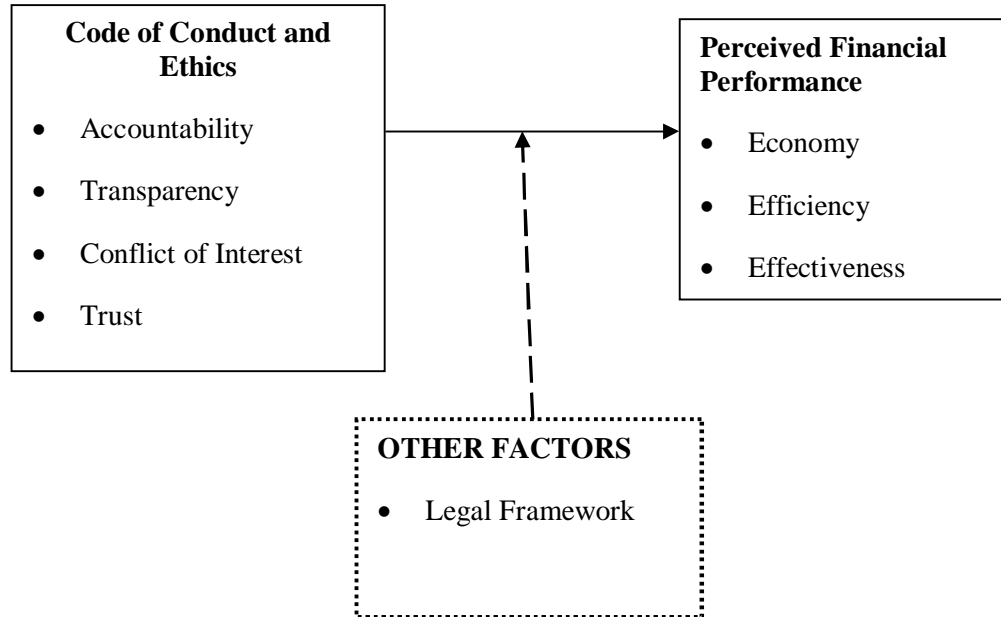 Code of Conduct and
Ethics
• Accountability
• Transparency
• Conflict of Interest
• Trust
Perceived Financial
Performance
• Economy
• Efficiency
• Effectiveness
OTHER FACTORS
• Legal Framework